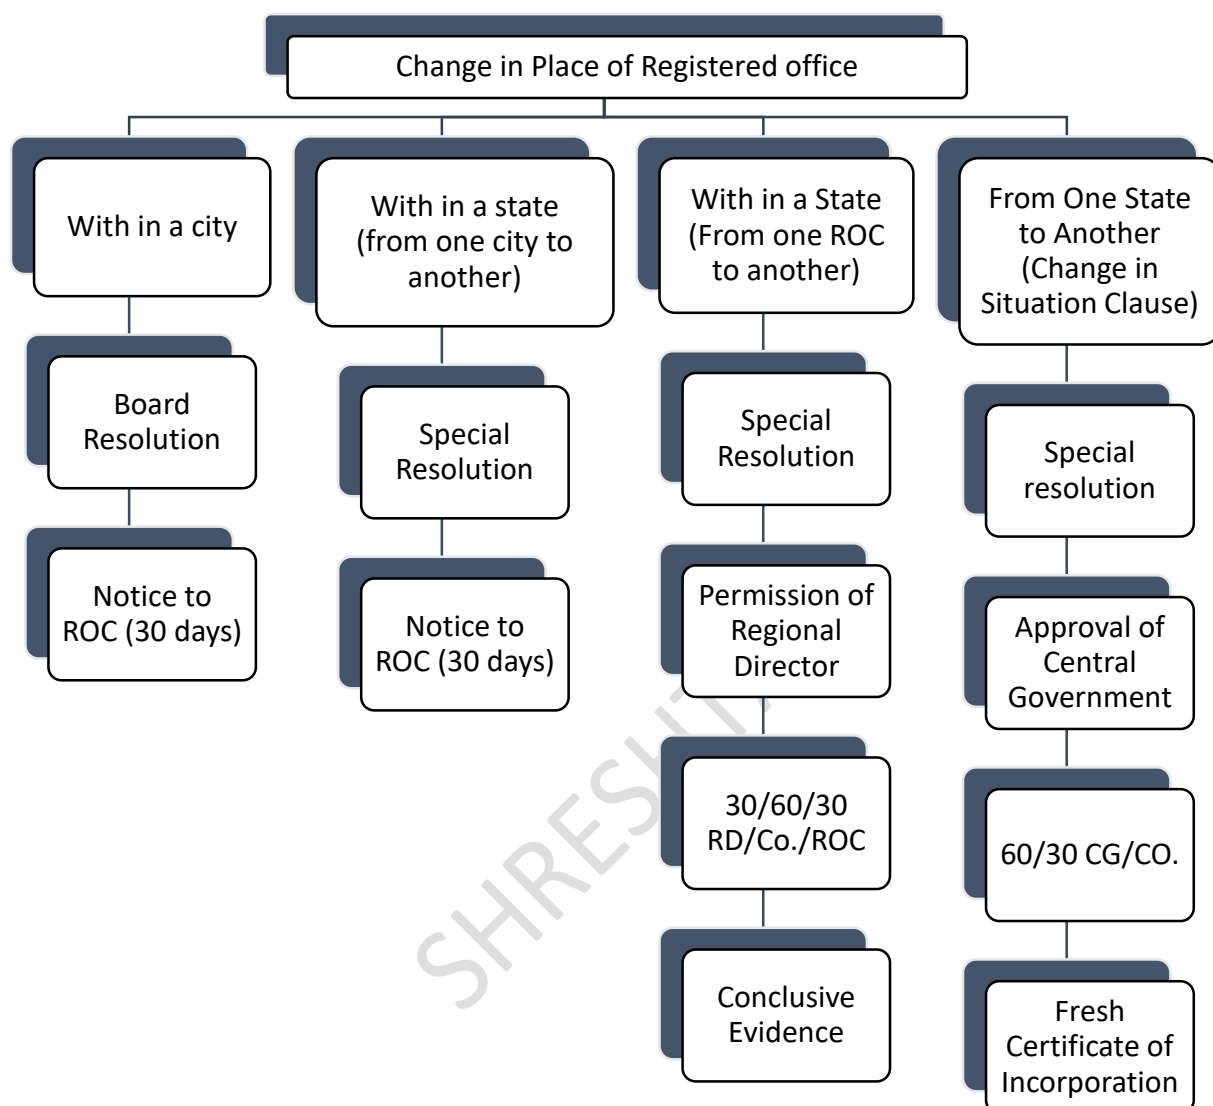 Change in Place of Registered office
With in a city
Board
Resolution
Notice to
ROC (30 days)
With in a state
(from one city to
another)
Special
Resolution
Notice to
ROC (30 days)
With in a State
(From one ROC
to another)
Special
Resolution
Permission of
Regional
Director
30/60/30
RD/Co./ROC
Conclusive
Evidence
From One State
to Another
(Change in
Situation Clause)
Special
resolution
Approval of
Central
Government
60/30 CG/CO.
Fresh
Certificate of
Incorporation